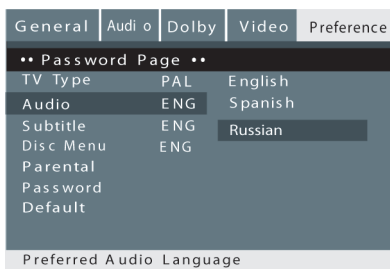 General Audio Dolby Video Preference
•• Password Page ••
TV Type PAL English
Audio ENG Spanish
Subtitle ENG Russian
Disc Menu ENG
Parental
Password
Default
Preferred Audio Language